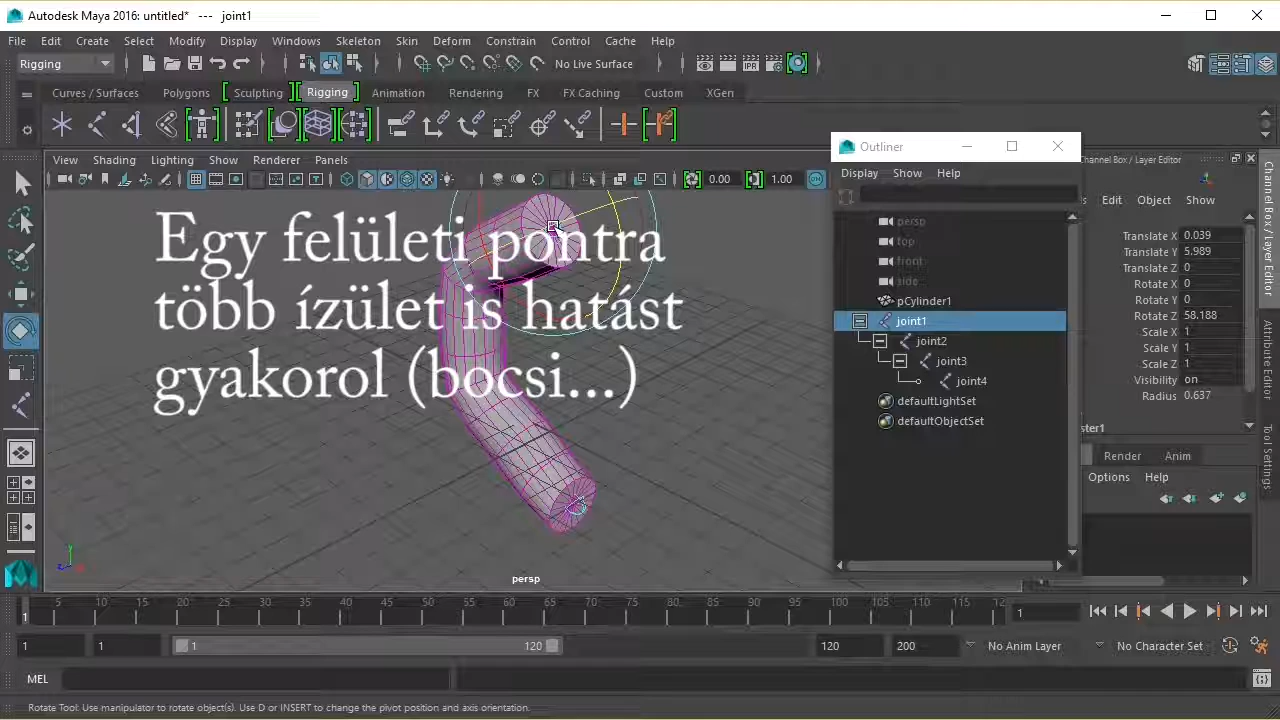 Autodesk Maya 2016: untitled* --- joint1
File Edit Create Select Modify Display Windows Skeleton Skin Deform Constrain Control Cache Help
Rigging No Live Surface
Curves / Surfaces Polygons Sculpting Rigging Animation Rendering FX FX Caching Custom XGen
IPR
View Shading Lighting Show Renderer Panels
0.00 1.00
Egy felületi pontra
több ízület is hatást
gyakorol (bocsi...)
persp
Outliner
Display Show Help
persp
top
front
side
pCylinder1
joint1
joint2
joint3
joint4
defaultLightSet
defaultObjectSet
Channel Box / Layer Editor
Edit Object Show
Translate X 0.039
Translate Y 5.989
Translate Z 0
Rotate X 0
Rotate Y 0
Rotate Z 58.188
Scale X 1
Scale Y 1
Scale Z 1
Visibility on
Radius 0.637
ster1
Render Anim
Options Help
Channel Box / Layer Editor
Attribute Editor
Tool Settings
5 10 15 20 25 30 35 40 45 50 55 60 65 70 75 80 85 90 95 100 105 110 115 12
1
1
1 1 1 120 120 200 No Anim Layer No Character Set
MEL
Rotate Tool: Use manipulator to rotate object(s). Use D or INSERT to change the pivot position and axis orientation.